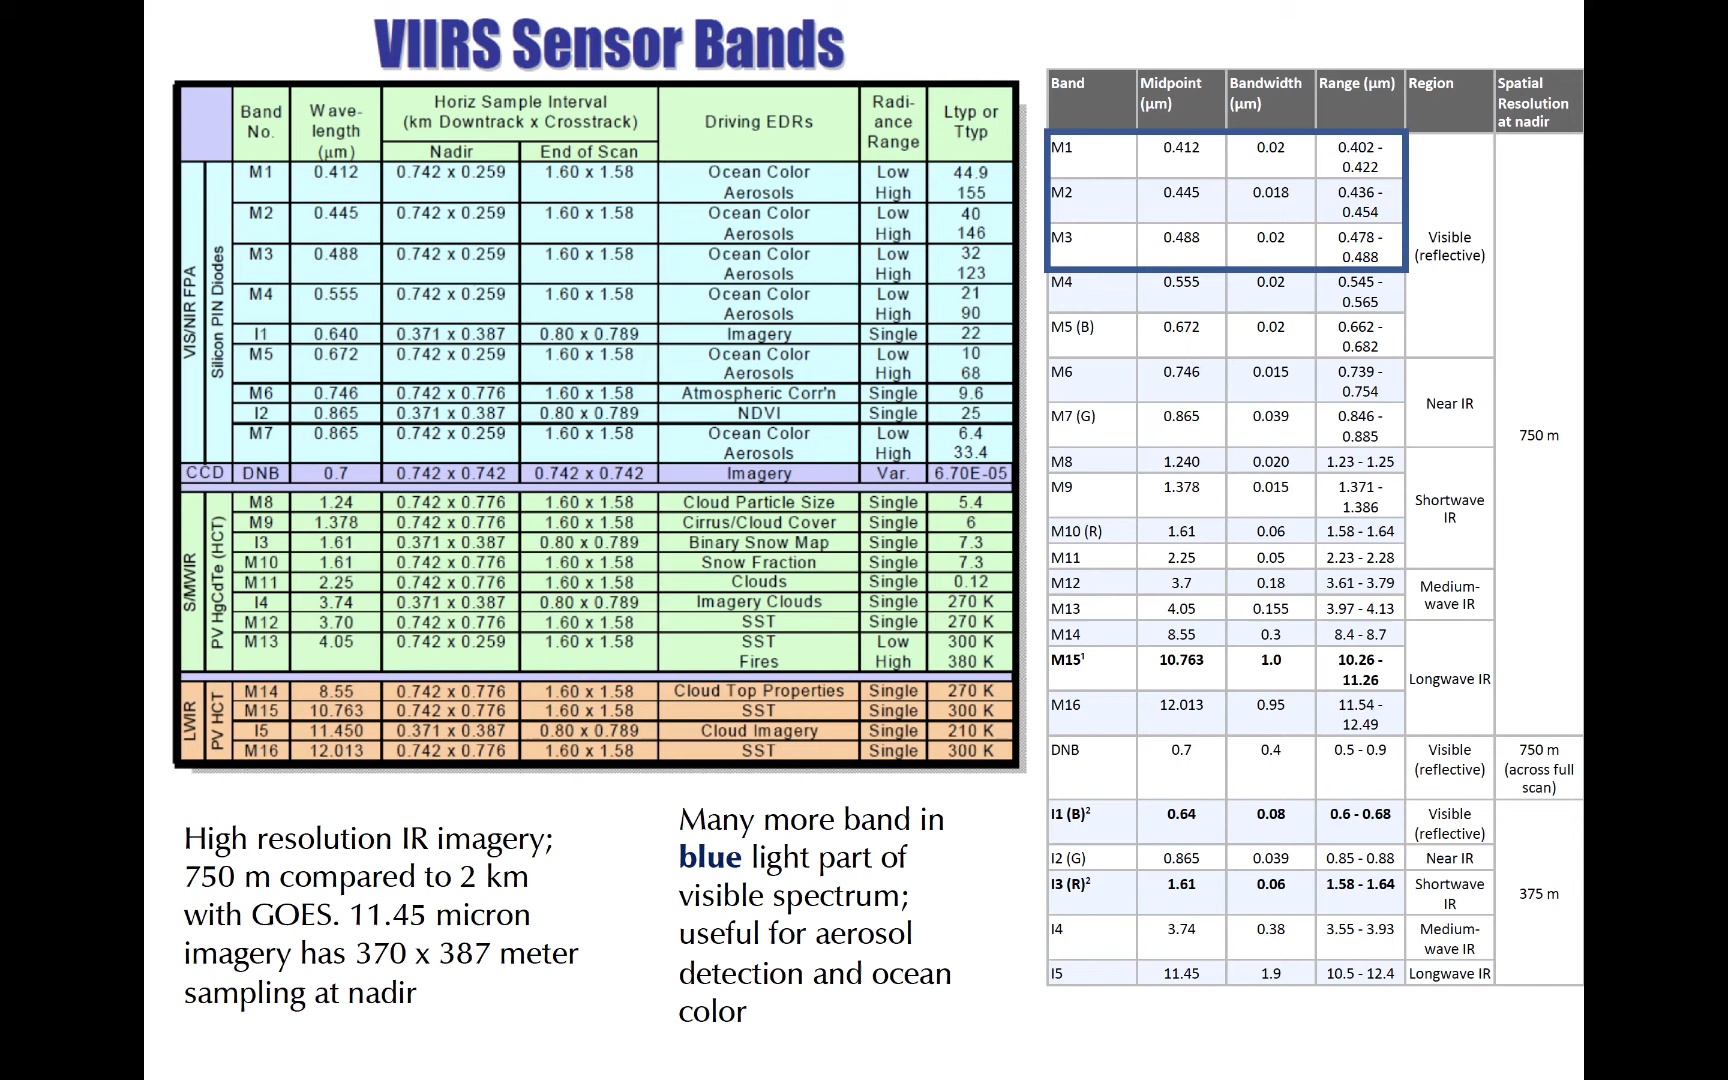 VIIRS Sensor Bands
Band No. Wave-length (μm) Horiz Sample Interval (km Downtrack x Crosstrack) Driving EDRs Radi-ance Range Ltyp or Ttyp
Nadir End of Scan
VIS/NIR FPA
Silicon PIN Diodes
M1 0.412 0.742 x 0.259 1.60 x 1.58 Ocean Color Low 44.9
Aerosols High 155
M2 0.445 0.742 x 0.259 1.60 x 1.58 Ocean Color Low 40
Aerosols High 146
M3 0.488 0.742 x 0.259 1.60 x 1.58 Ocean Color Low 32
Aerosols High 123
M4 0.555 0.742 x 0.259 1.60 x 1.58 Ocean Color Low 21
Aerosols High 90
I1 0.640 0.371 x 0.387 0.80 x 0.789 Imagery Single 22
M5 0.672 0.742 x 0.259 1.60 x 1.58 Ocean Color Low 10
Aerosols High 68
M6 0.746 0.742 x 0.776 1.60 x 1.58 Atmospheric Corr'n Single 9.6
I2 0.865 0.371 x 0.387 0.80 x 0.789 NDVI Single 25
M7 0.865 0.742 x 0.259 1.60 x 1.58 Ocean Color Low 6.4
Aerosols High 33.4
CCD DNB 0.7 0.742 x 0.742 0.742 x 0.742 Imagery Var. 6.70E-05
S/MWIR
PV HgCdTe (HCT)
M8 1.24 0.742 x 0.776 1.60 x 1.58 Cloud Particle Size Single 5.4
M9 1.378 0.742 x 0.776 1.60 x 1.58 Cirrus/Cloud Cover Single 6
I3 1.61 0.371 x 0.387 0.80 x 0.789 Binary Snow Map Single 7.3
M10 1.61 0.742 x 0.776 1.60 x 1.58 Snow Fraction Single 7.3
M11 2.25 0.742 x 0.776 1.60 x 1.58 Clouds Single 0.12
I4 3.74 0.371 x 0.387 0.80 x 0.789 Imagery Clouds Single 270 K
M12 3.70 0.742 x 0.776 1.60 x 1.58 SST Single 270 K
M13 4.05 0.742 x 0.259 1.60 x 1.58 SST Low 300 K
Fires High 380 K
LWIR
PV HCT
M14 8.55 0.742 x 0.776 1.60 x 1.58 Cloud Top Properties Single 270 K
M15 10.763 0.742 x 0.776 1.60 x 1.58 SST Single 300 K
I5 11.450 0.371 x 0.387 0.80 x 0.789 Cloud Imagery Single 210 K
M16 12.013 0.742 x 0.776 1.60 x 1.58 SST Single 300 K
High resolution IR imagery;
750 m compared to 2 km
with GOES. 11.45 micron
imagery has 370 x 387 meter
sampling at nadir
Many more band in
blue light part of
visible spectrum;
useful for aerosol
detection and ocean
color
Band Midpoint (μm) Bandwidth (μm) Range (μm) Region Spatial Resolution at nadir
M1 0.412 0.02 0.402 - 0.422
M2 0.445 0.018 0.436 - 0.454
M3 0.488 0.02 0.478 - 0.488
Visible (reflective)
M4 0.555 0.02 0.545 - 0.565
M5 (B) 0.672 0.02 0.662 - 0.682
M6 0.746 0.015 0.739 - 0.754
Near IR
M7 (G) 0.865 0.039 0.846 - 0.885
750 m
M8 1.240 0.020 1.23 - 1.25
M9 1.378 0.015 1.371 - 1.386
Shortwave IR
M10 (R) 1.61 0.06 1.58 - 1.64
M11 2.25 0.05 2.23 - 2.28
M12 3.7 0.18 3.61 - 3.79
Medium-wave IR
M13 4.05 0.155 3.97 - 4.13
M14 8.55 0.3 8.4 - 8.7
M15¹ 10.763 1.0 10.26 - 11.26
Longwave IR
M16 12.013 0.95 11.54 - 12.49
DNB 0.7 0.4 0.5 - 0.9 Visible (reflective) 750 m (across full scan)
I1 (B)² 0.64 0.08 0.6 - 0.68 Visible (reflective)
I2 (G) 0.865 0.039 0.85 - 0.88 Near IR
I3 (R)² 1.61 0.06 1.58 - 1.64 Shortwave IR
375 m
I4 3.74 0.38 3.55 - 3.93 Medium-wave IR
I5 11.45 1.9 10.5 - 12.4 Longwave IR